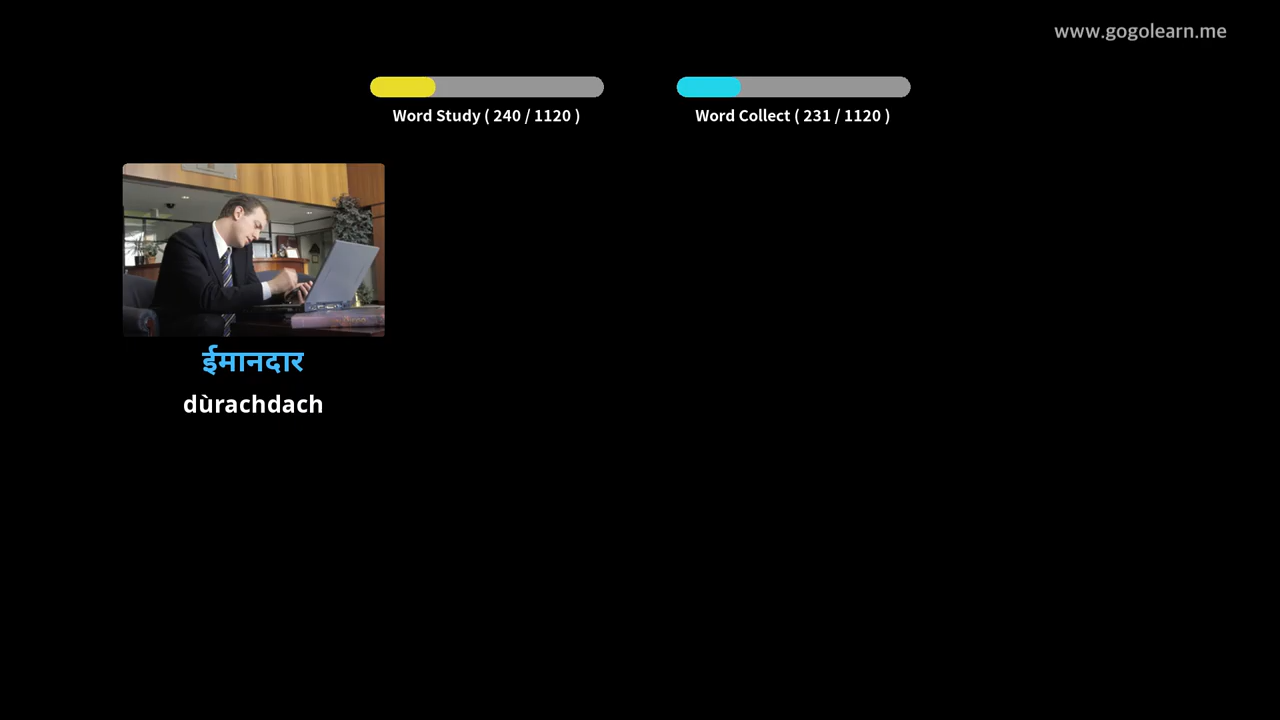 www.gogolearn.me
Word Study ( 240 / 1120 )
Word Collect ( 231 / 1120 )
ईमानदार
dùrachdach